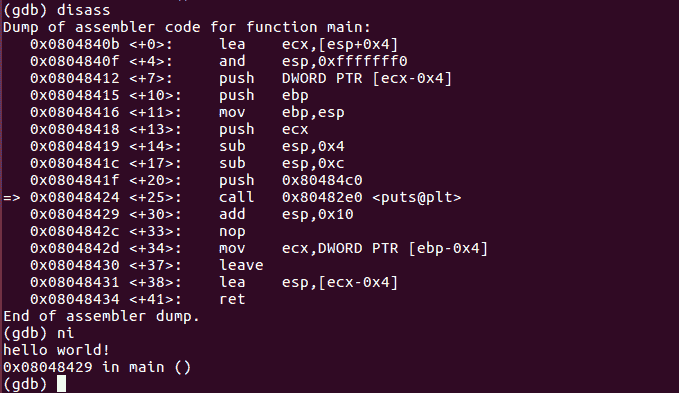 (gdb) disass
Dump of assembler code for function main:
   0x0804840b <+0>:     lea    ecx,[esp+0x4]
   0x0804840f <+4>:     and    esp,0xfffffff0
   0x08048412 <+7>:     push   DWORD PTR [ecx-0x4]
   0x08048415 <+10>:    push   ebp
   0x08048416 <+11>:    mov    ebp,esp
   0x08048418 <+13>:    push   ecx
   0x08048419 <+14>:    sub    esp,0x4
   0x0804841c <+17>:    sub    esp,0xc
   0x0804841f <+20>:    push   0x80484c0
=> 0x08048424 <+25>:    call   0x80482e0 <puts@plt>
   0x08048429 <+30>:    add    esp,0x10
   0x0804842c <+33>:    nop
   0x0804842d <+34>:    mov    ecx,DWORD PTR [ebp-0x4]
   0x08048430 <+37>:    leave
   0x08048431 <+38>:    lea    esp,[ecx-0x4]
   0x08048434 <+41>:    ret
End of assembler dump.
(gdb) ni
hello world!
0x08048429 in main ()
(gdb)